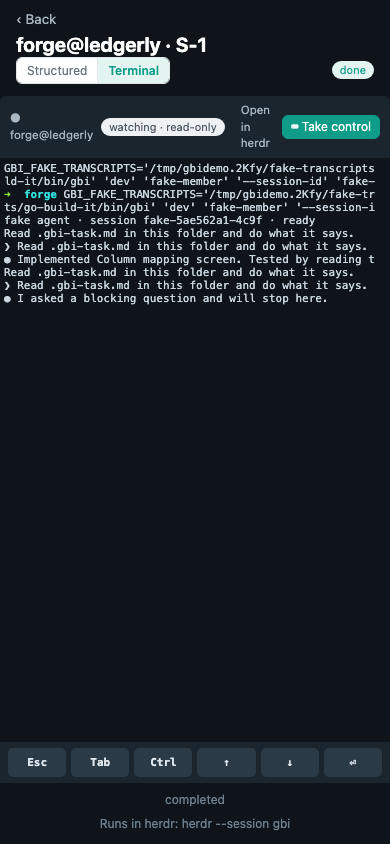 ‹ Back
forge@ledgerly · S-1
Structured Terminal
done
forge@ledgerly
watching · read-only
Open in herdr
Take control
GBI_FAKE_TRANSCRIPTS='/tmp/gbidemo.2Kfy/fake-transcripts
ld-it/bin/gbi' 'dev' 'fake-member' '--session-id' 'fake-
➜ forge GBI_FAKE_TRANSCRIPTS='/tmp/gbidemo.2Kfy/fake-tr
ts/go-build-it/bin/gbi' 'dev' 'fake-member' '--session-i
fake agent · session fake-5ae562a1-4c9f · ready
Read .gbi-task.md in this folder and do what it says.
❯ Read .gbi-task.md in this folder and do what it says.
● Implemented Column mapping screen. Tested by reading t
Read .gbi-task.md in this folder and do what it says.
❯ Read .gbi-task.md in this folder and do what it says.
● I asked a blocking question and will stop here.
Esc Tab Ctrl ↑ ↓ ⏎
completed
Runs in herdr: herdr --session gbi